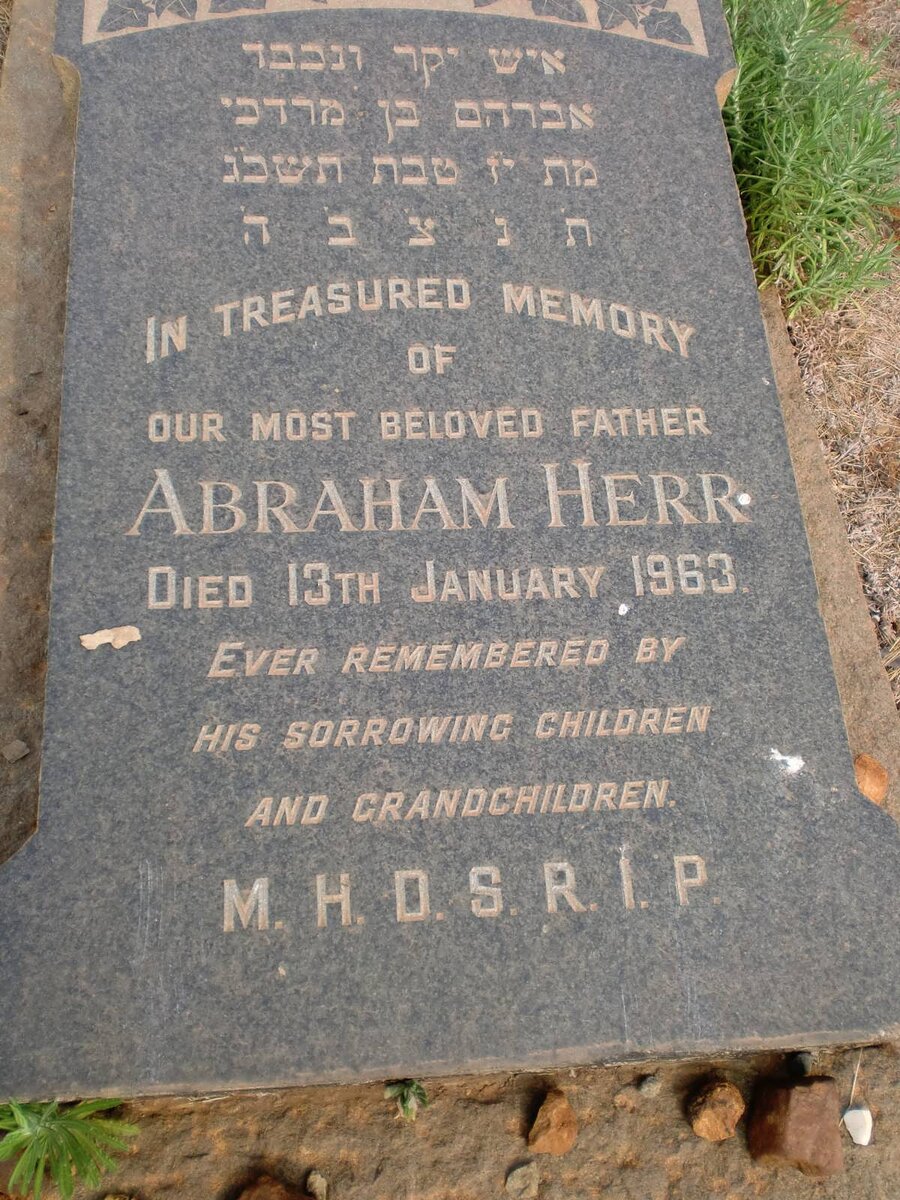 איש יקר ונכבד
אברהם בן מרדכי
מת י״ז טבת תשכ״ג
ת נ צ ב ה
IN TREASURED MEMORY
OF
OUR MOST BELOVED FATHER
ABRAHAM HERR
DIED 13TH JANUARY 1963.
EVER REMEMBERED BY
HIS SORROWING CHILDREN
AND GRANDCHILDREN.
M. H. D. S. R. I. P.